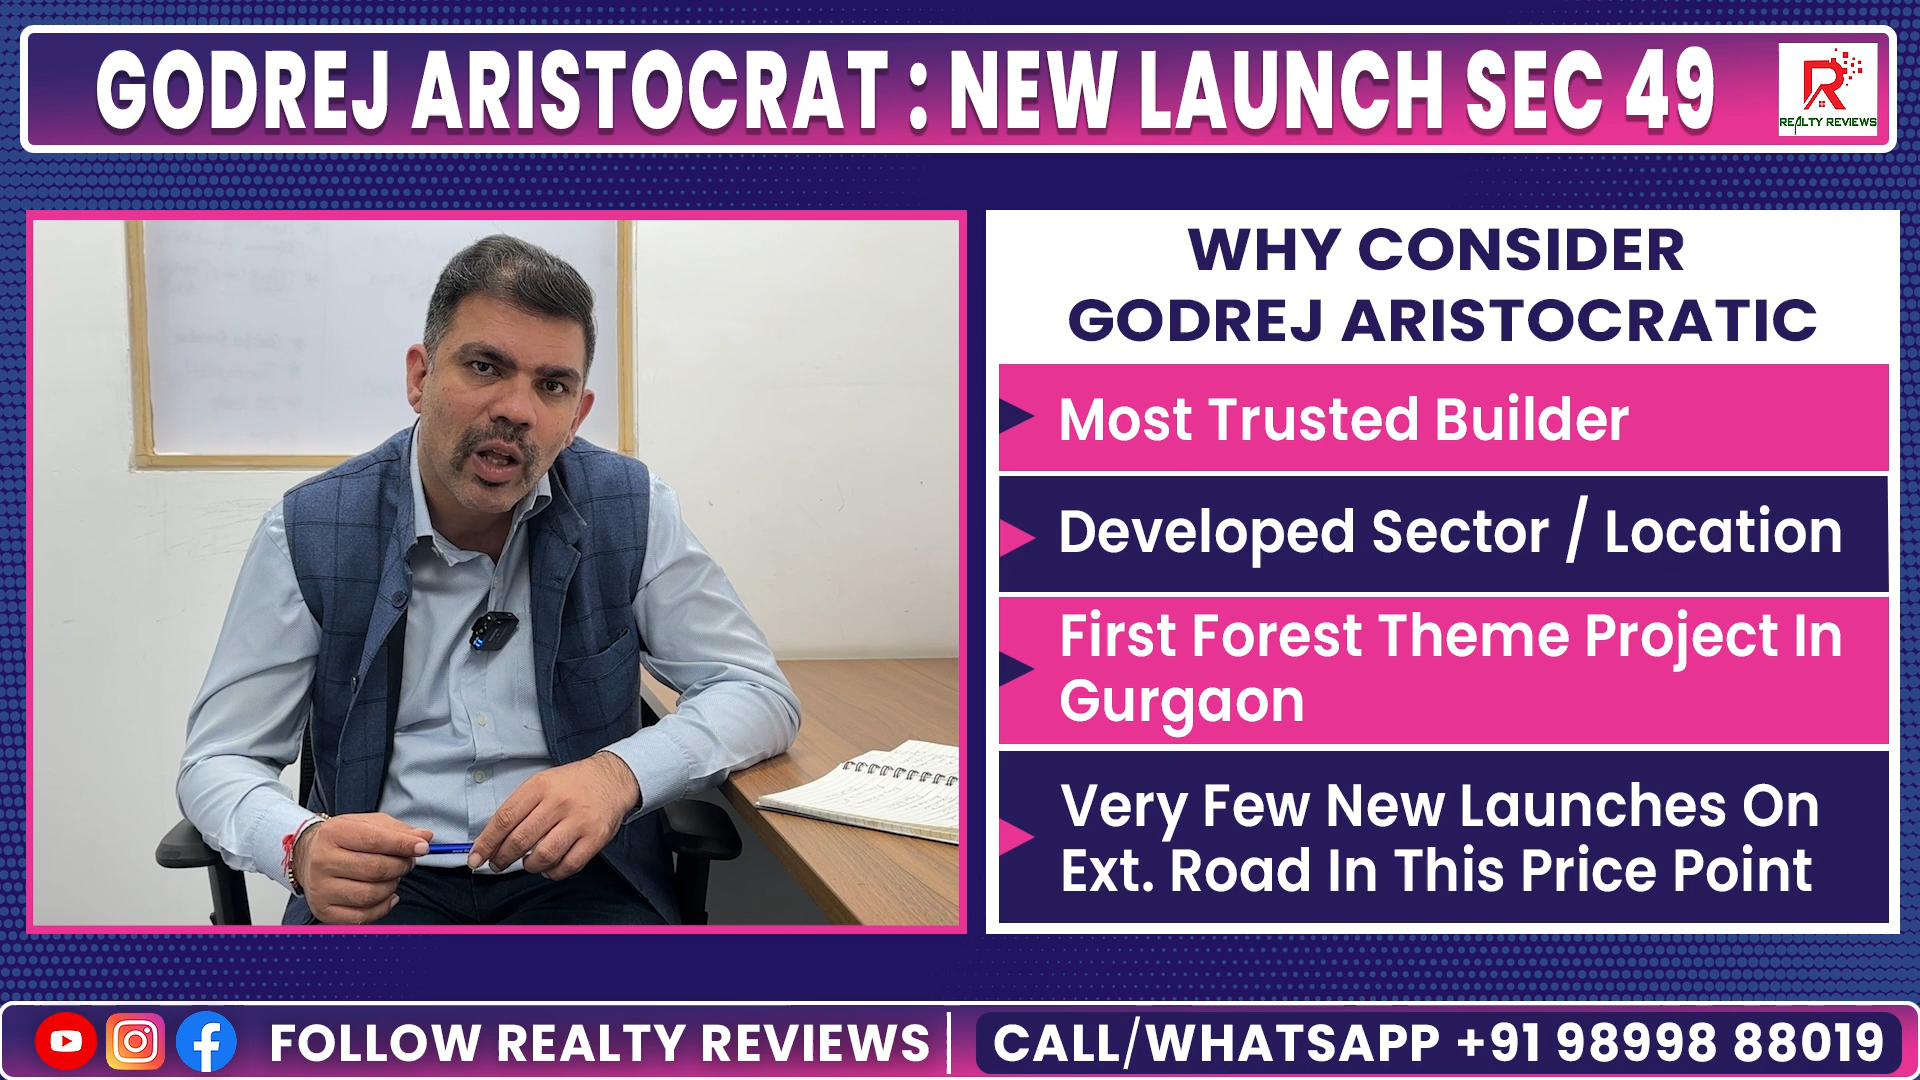 GODREJ ARISTOCRAT : NEW LAUNCH SEC 49
R
REALTY REVIEWS
WHY CONSIDER
GODREJ ARISTOCRATIC
Most Trusted Builder
Developed Sector / Location
First Forest Theme Project In
Gurgaon
Very Few New Launches On
Ext. Road In This Price Point
FOLLOW REALTY REVIEWS
CALL/WHATSAPP +91 98998 88019